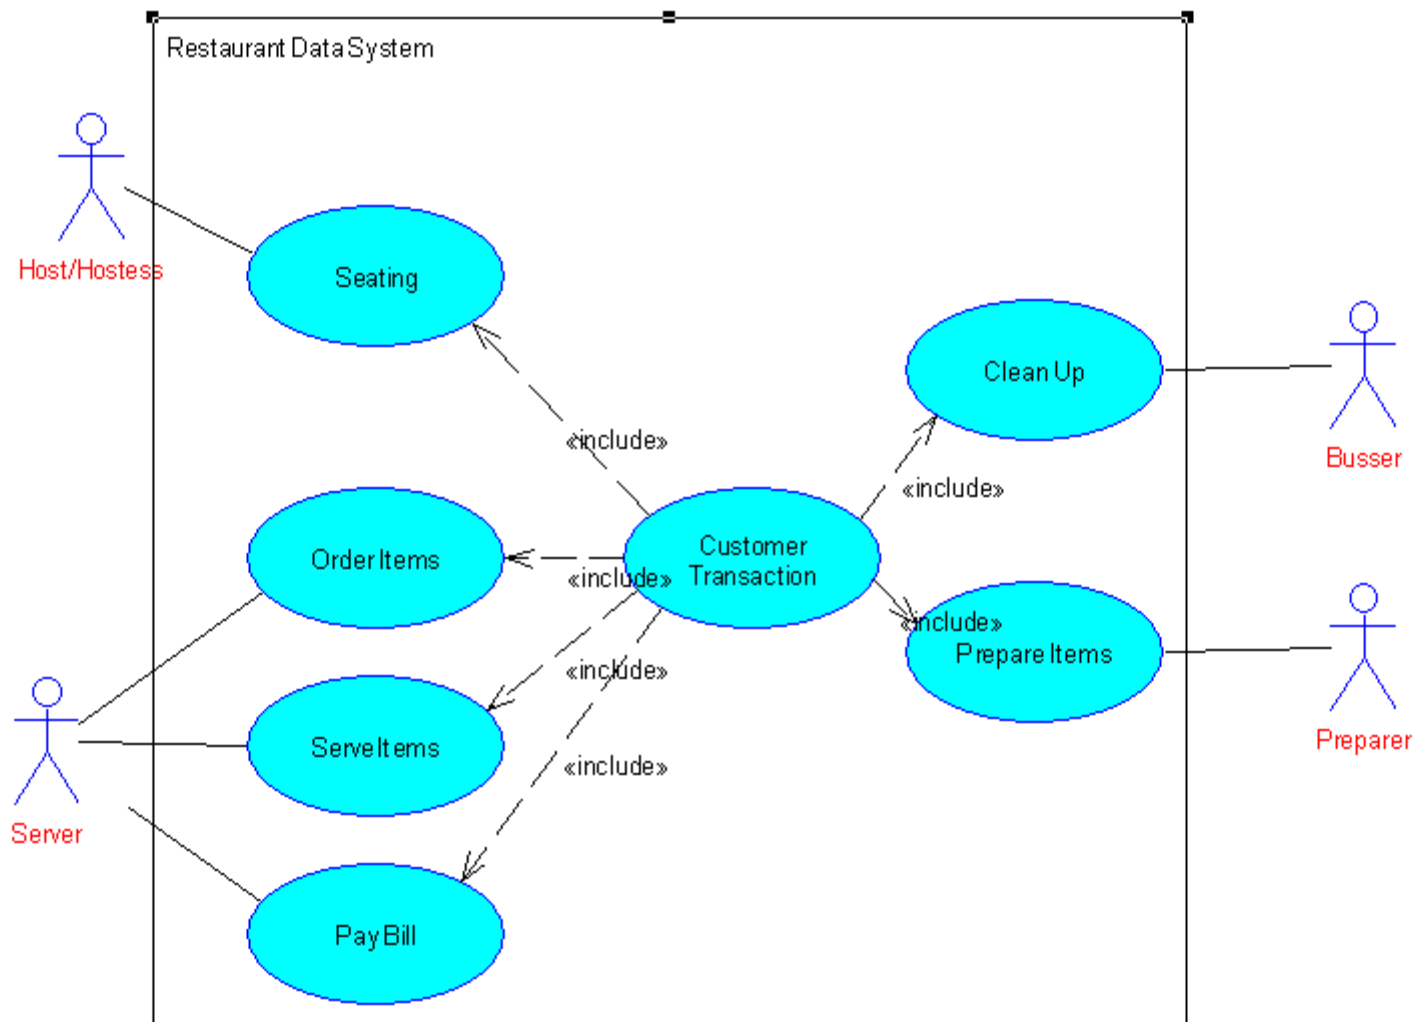 Restaurant Data System
Host/Hostess
Seating
Clean Up
«include»
Busser
«include»
Customer
Transaction
Order Items
«include»
«include»
Prepare Items
«include»
Serve Items
Preparer
«include»
Server
Pay Bill